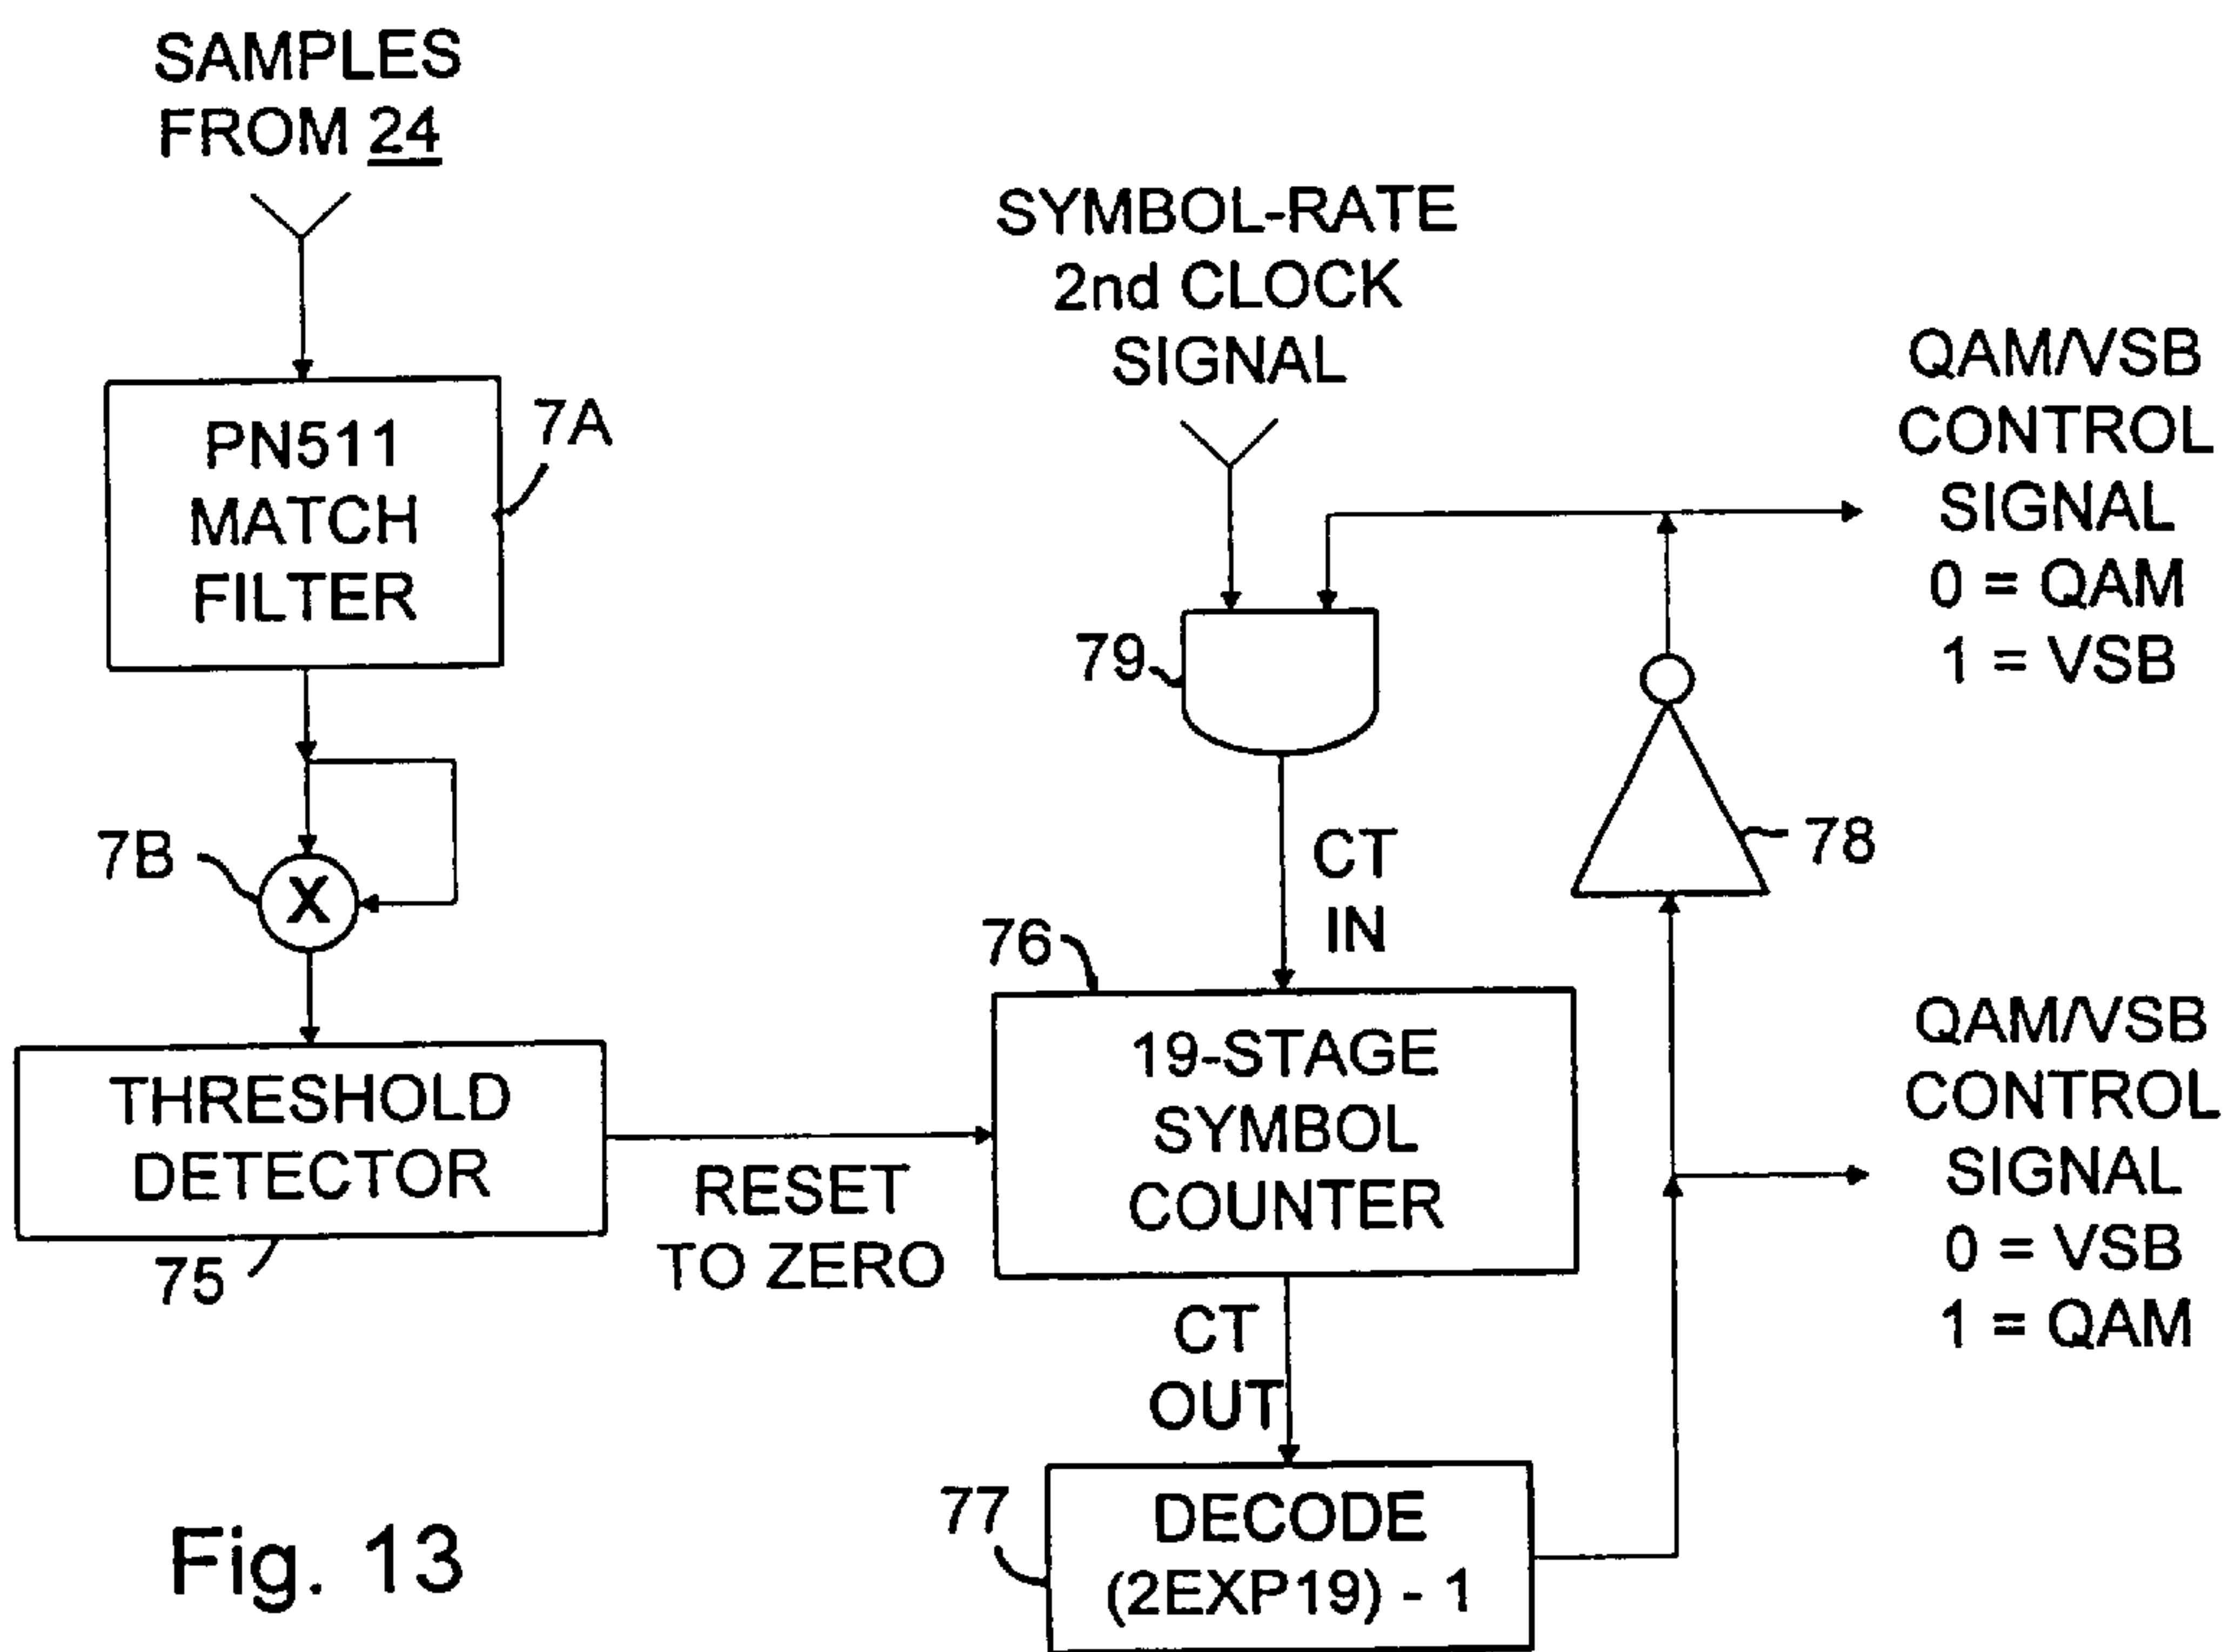 SAMPLES
FROM 24
SYMBOL-RATE
2nd CLOCK
SIGNAL
QAM/VSB
CONTROL
SIGNAL
0 = QAM
1 = VSB
PN511
MATCH
FILTER
7A
79
78
7B
CT
IN
76
THRESHOLD
DETECTOR
75
RESET
TO ZERO
19-STAGE
SYMBOL
COUNTER
QAM/VSB
CONTROL
SIGNAL
0 = VSB
1 = QAM
CT
OUT
77
DECODE
(2EXP19) - 1
Fig. 13